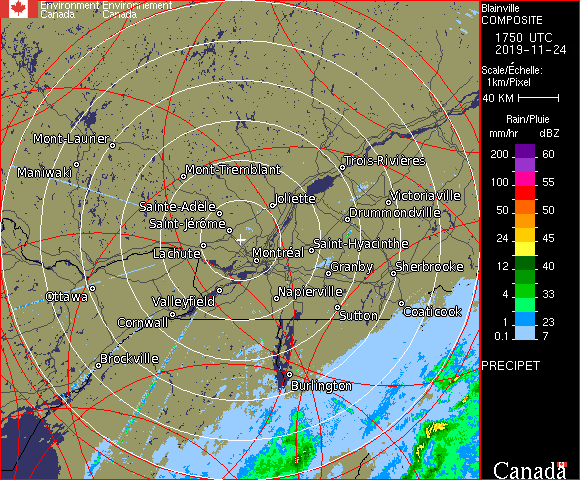 Environment Environnement
Canada Canada
Blainville
COMPOSITE
1750 UTC
2019-11-24
Scale/Échelle:
1km/Pixel
40 KM
Rain/Pluie
mm/hr dBZ
200 60
100 55
50 50
24 45
12 40
4 33
1 23
0.1 7
PRECIPET
Canada
Mont-Laurier
Maniwaki
Mont-Tremblant
Trois-Rivières
Sainte-Adèle
Joliette
Victoriaville
Saint-Jérôme
Drummondville
Lachute
Montréal
Saint-Hyacinthe
Granby
Sherbrooke
Ottawa
Valleyfield
Napierville
Cornwall
Sutton
Coaticook
Brockville
Burlington